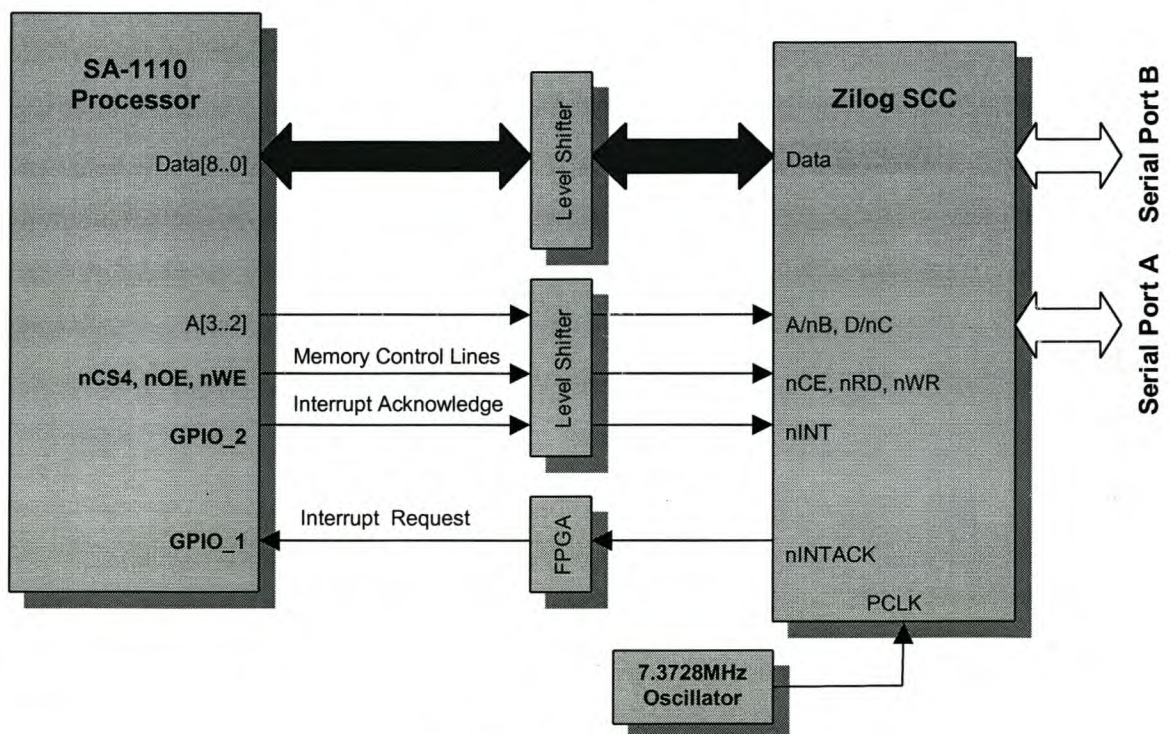 SA-1110
Processor
Data[8..0]
A[3..2]
nCS4, nOE, nWE
GPIO_2
GPIO_1
Memory Control Lines
Interrupt Acknowledge
Interrupt Request
Level Shifter
Level Shifter
FPGA
Zilog SCC
Data
A/nB, D/nC
nCE, nRD, nWR
nINT
nINTACK
PCLK
7.3728MHz
Oscillator
Serial Port B
Serial Port A